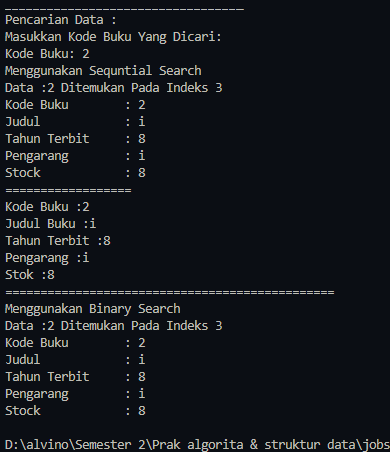 __________________________________
Pencarian Data :
Masukkan Kode Buku Yang Dicari:
Kode Buku: 2
Menggunakan Sequntial Search
Data :2 Ditemukan Pada Indeks 3
Kode Buku : 2
Judul : i
Tahun Terbit : 8
Pengarang : i
Stock : 8
==================
Kode Buku :2
Judul Buku :i
Tahun Terbit :8
Pengarang :i
Stok :8
===============================================
Menggunakan Binary Search
Data :2 Ditemukan Pada Indeks 3
Kode Buku : 2
Judul : i
Tahun Terbit : 8
Pengarang : i
Stock : 8
D:\alvino\Semester 2\Prak algorita & struktur data\jobs